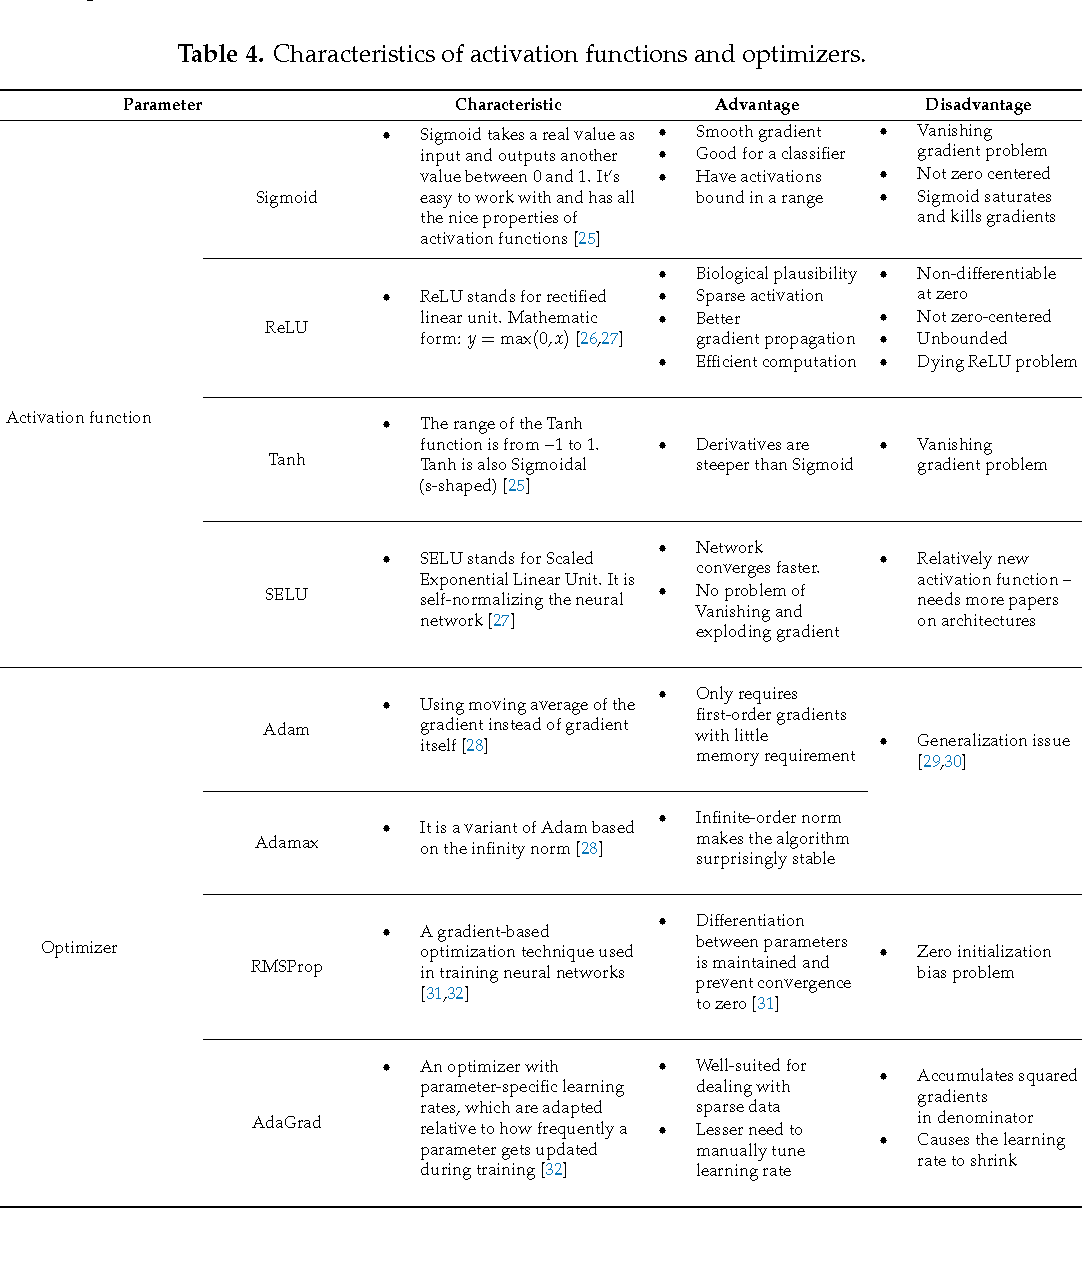 Table 4. Characteristics of activation functions and optimizers.
Parameter Characteristic Advantage Disadvantage
Activation function
Sigmoid
• Sigmoid takes a real value as
input and outputs another
value between 0 and 1. It's
easy to work with and has all
the nice properties of
activation functions [25]
• Smooth gradient
• Good for a classifier
• Have activations
bound in a range
• Vanishing
gradient problem
• Not zero centered
• Sigmoid saturates
and kills gradients
ReLU
• ReLU stands for rectified
linear unit. Mathematic
form: y = max(0, x) [26,27]
• Biological plausibility
• Sparse activation
• Better
gradient propagation
• Efficient computation
• Non-differentiable
at zero
• Not zero-centered
• Unbounded
• Dying ReLU problem
Tanh
• The range of the Tanh
function is from −1 to 1.
Tanh is also Sigmoidal
(s-shaped) [25]
• Derivatives are
steeper than Sigmoid
• Vanishing
gradient problem
SELU
• SELU stands for Scaled
Exponential Linear Unit. It is
self-normalizing the neural
network [27]
• Network
converges faster.
• No problem of
Vanishing and
exploding gradient
• Relatively new
activation function –
needs more papers
on architectures
Optimizer
Adam
• Using moving average of the
gradient instead of gradient
itself [28]
• Only requires
first-order gradients
with little
memory requirement
• Generalization issue
[29,30]
Adamax
• It is a variant of Adam based
on the infinity norm [28]
• Infinite-order norm
makes the algorithm
surprisingly stable
RMSProp
• A gradient-based
optimization technique used
in training neural networks
[31,32]
• Differentiation
between parameters
is maintained and
prevent convergence
to zero [31]
• Zero initialization
bias problem
AdaGrad
• An optimizer with
parameter-specific learning
rates, which are adapted
relative to how frequently a
parameter gets updated
during training [32]
• Well-suited for
dealing with
sparse data
• Lesser need to
manually tune
learning rate
• Accumulates squared
gradients
in denominator
• Causes the learning
rate to shrink